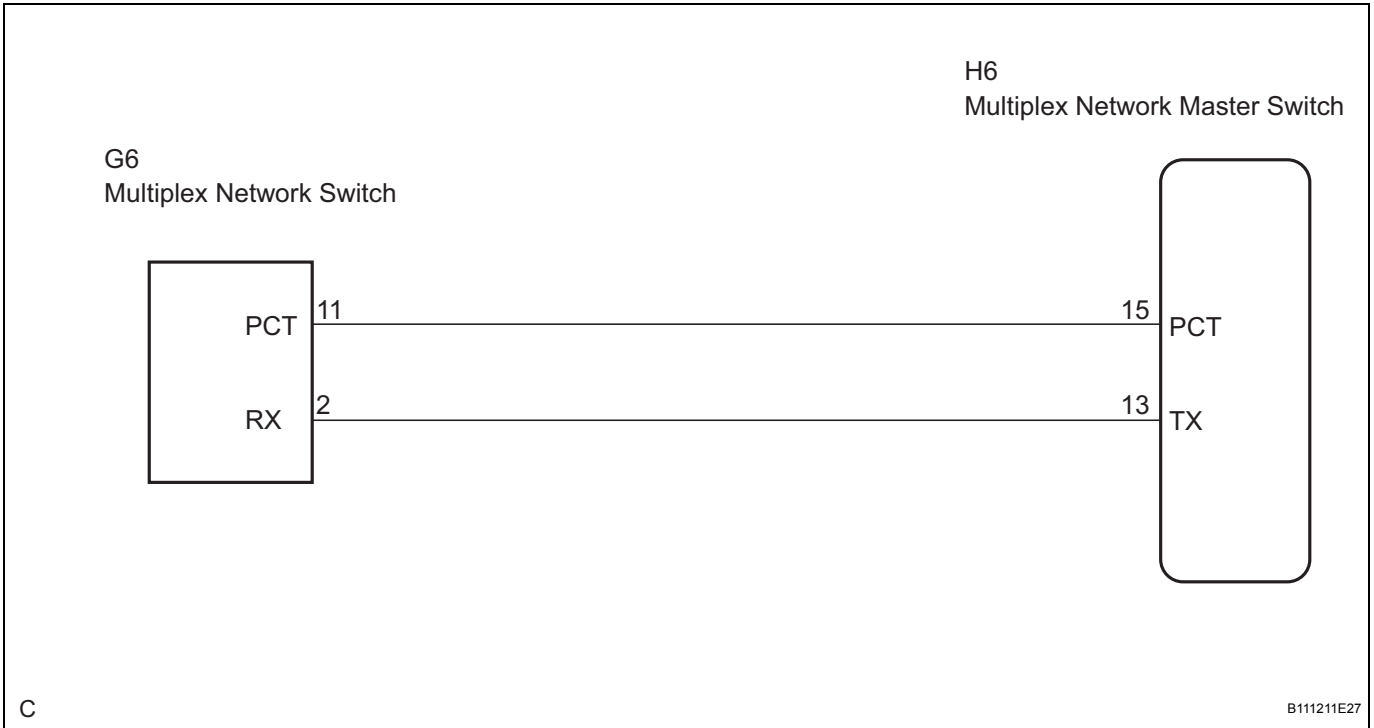 H6
Multiplex Network Master Switch
G6
Multiplex Network Switch
PCT 11 15 PCT
RX 2 13 TX
C B111211E27